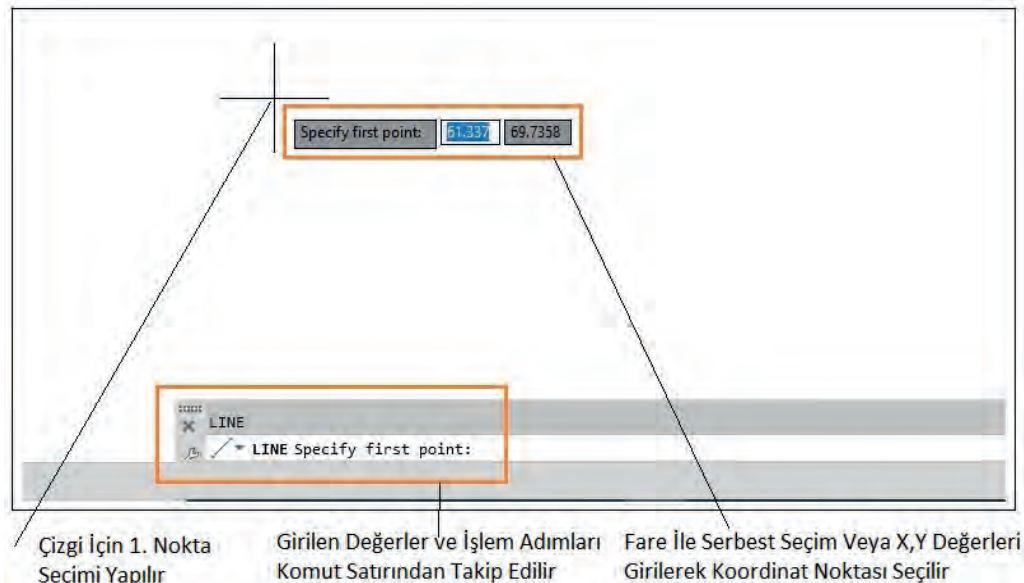 Specify first point: 61.337 69.7358
LINE
LINE Specify first point:
Çizgi İçin 1. Nokta
Seçimi Yapılır
Girilen Değerler ve İşlem Adımları
Komut Satırından Takip Edilir
Fare İle Serbest Seçim Veya X,Y Değerleri
Girilerek Koordinat Noktası Seçilir